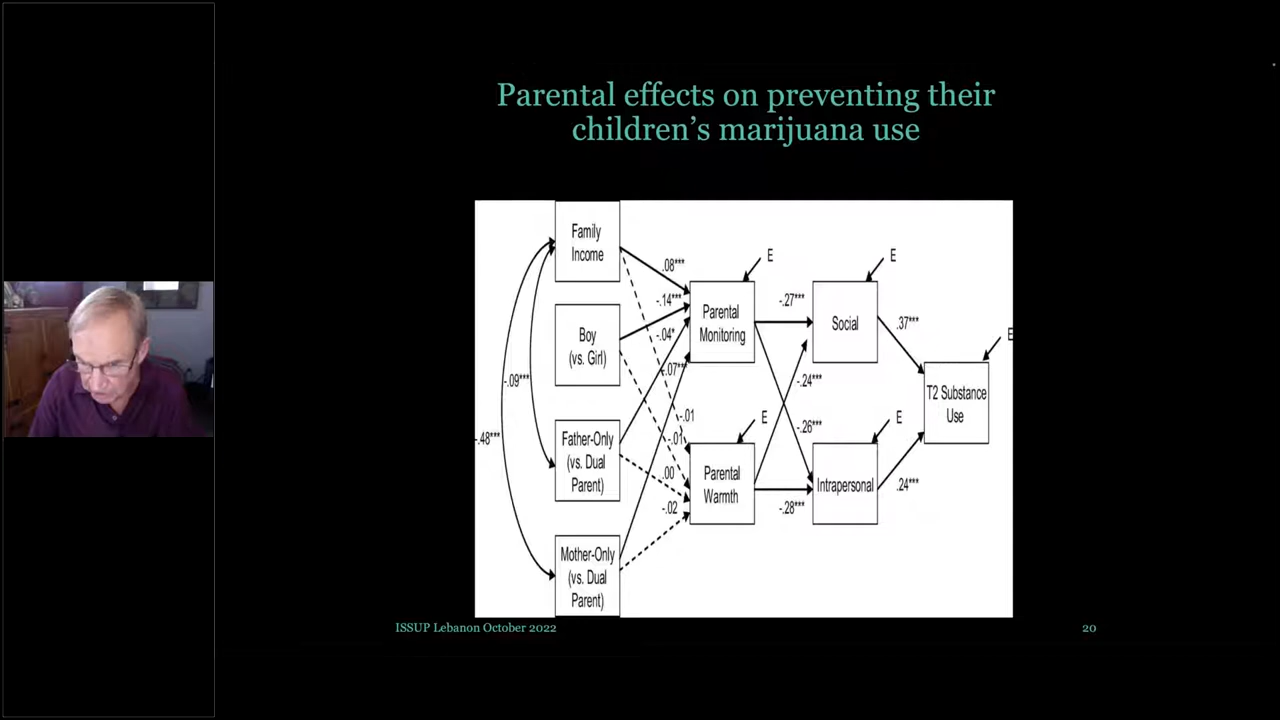 Parental effects on preventing their
children's marijuana use
Family
Income
Boy
(vs. Girl)
Father-Only
(vs. Dual
Parent)
Mother-Only
(vs. Dual
Parent)
-.09***
-.48***
.08***
-.14***
-.04*
-.07***
-.01
-.01
.00
-.02
E
Parental
Monitoring
E
Parental
Warmth
-.27***
-.24***
-.26***
-.28***
E
Social
E
Intrapersonal
.37***
.24***
E
T2 Substance
Use
ISSUP Lebanon October 2022
20